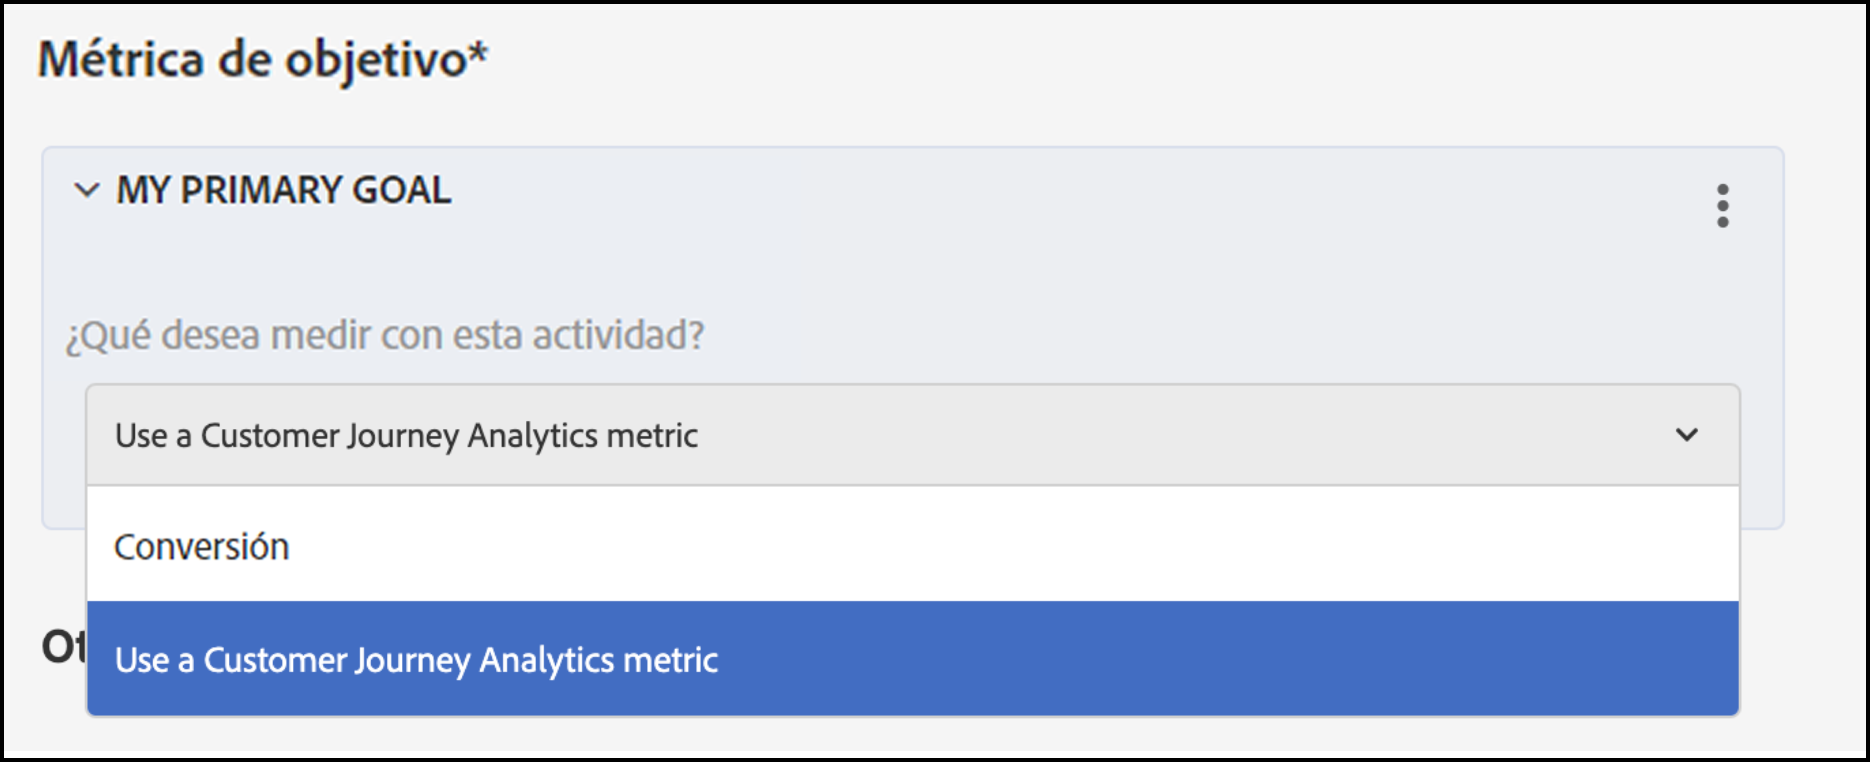 Métrica de objetivo*
MY PRIMARY GOAL
¿Qué desea medir con esta actividad?
Use a Customer Journey Analytics metric
Conversión
Use a Customer Journey Analytics metric